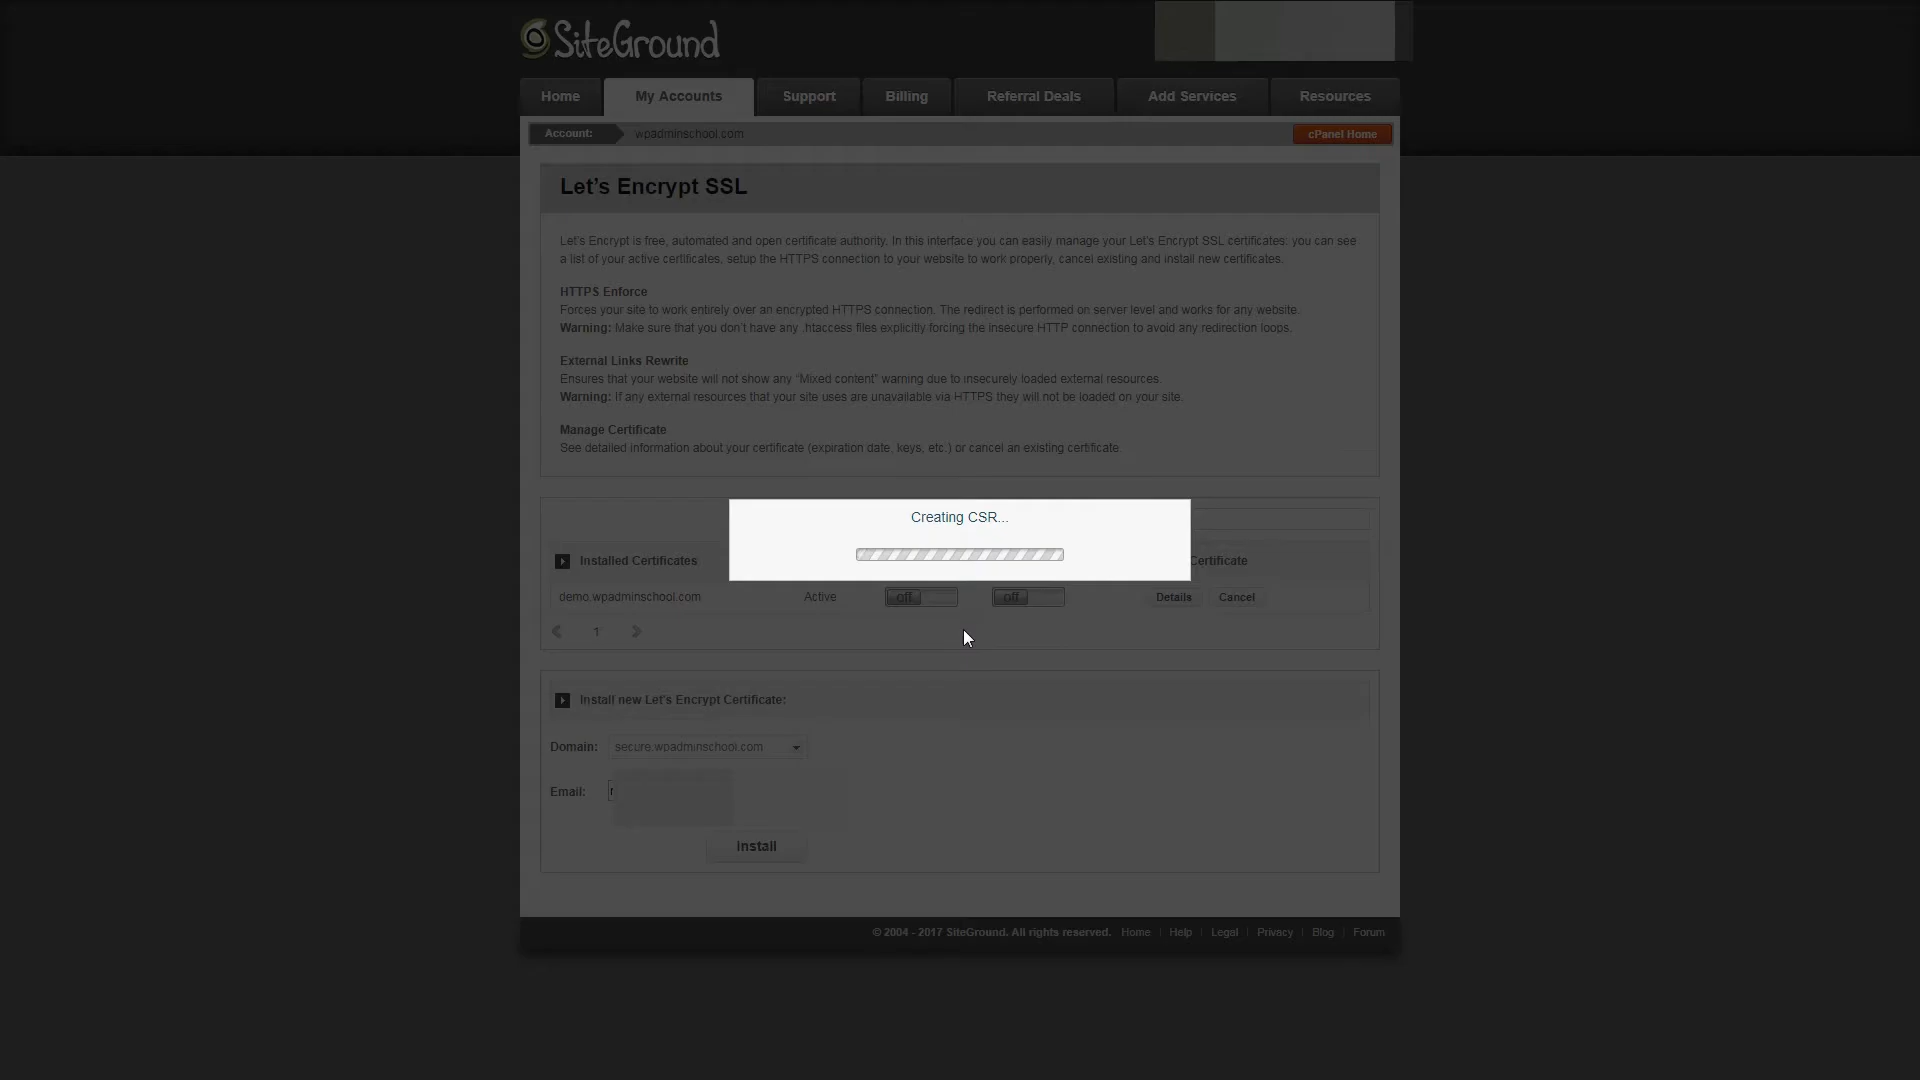 SiteGround
Home
My Accounts
Support
Billing
Referral Deals
Add Services
Resources
Account:
wpadminschool.com
cPanel Home
Let’s Encrypt SSL
Let’s Encrypt is free, automated and open certificate authority. In this interface you can easily manage your Let’s Encrypt SSL certificates: you can see
a list of your active certificates, setup the HTTPS connection to your website to work properly, cancel existing and install new certificates.
HTTPS Enforce
Forces your site to work entirely over an encrypted HTTPS connection. The redirect is performed on server level and works for any website.
Warning: Make sure that you don’t have any .htaccess files explicitly forcing the insecure HTTP connection to avoid any redirection loops.
External Links Rewrite
Ensures that your website will not show any “Mixed content” warning due to insecurely loaded external resources.
Warning: If any external resources that your site uses are unavailable via HTTPS they will not be loaded on your site.
Manage Certificate
See detailed information about your certificate (expiration date, keys, etc.) or cancel an existing certificate.
Creating CSR...
Installed Certificates
Certificate
demo.wpadminschool.com
Active
off
off
Details
Cancel
1
Install new Let’s Encrypt Certificate:
Domain:
secure.wpadminschool.com
Email:
Install
© 2004 - 2017 SiteGround. All rights reserved. Home | Help | Legal | Privacy | Blog | Forum